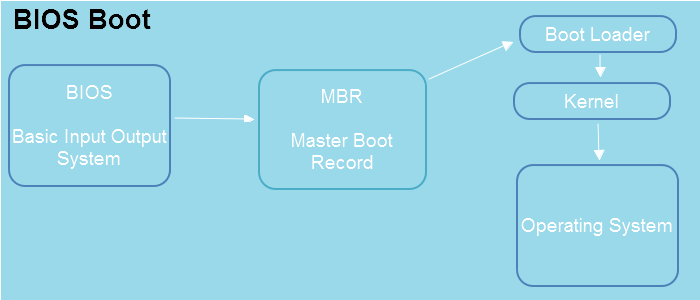 BIOS Boot
BIOS
Basic Input Output
System
MBR
Master Boot
Record
Boot Loader
Kernel
Operating System